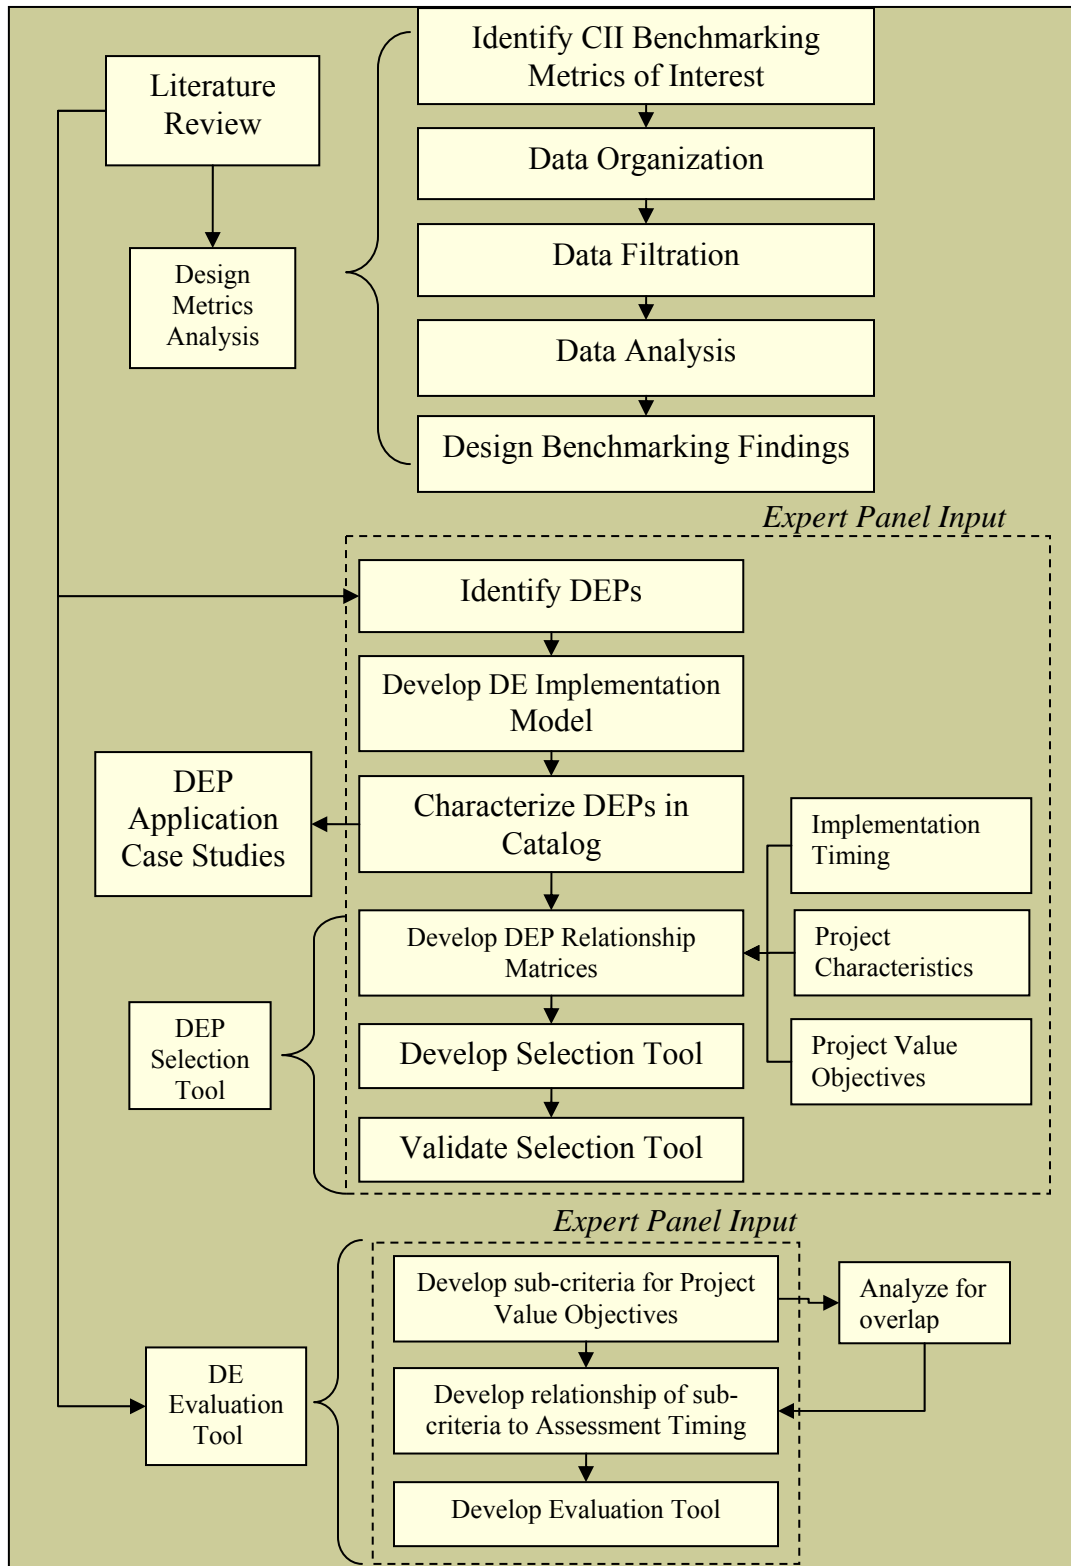 Identify CII Benchmarking
Metrics of Interest
Literature
Review
Data Organization
Data Filtration
Design
Metrics
Analysis
Data Analysis
Design Benchmarking Findings
Expert Panel Input
Identify DEPs
Develop DE Implementation
Model
DEP
Application
Case Studies
Characterize DEPs in
Catalog
Implementation
Timing
Develop DEP Relationship
Matrices
Project
Characteristics
DEP
Selection
Tool
Develop Selection Tool
Project Value
Objectives
Validate Selection Tool
Expert Panel Input
Develop sub-criteria for Project
Value Objectives
Analyze for
overlap
DE
Evaluation
Tool
Develop relationship of sub-
criteria to Assessment Timing
Develop Evaluation Tool